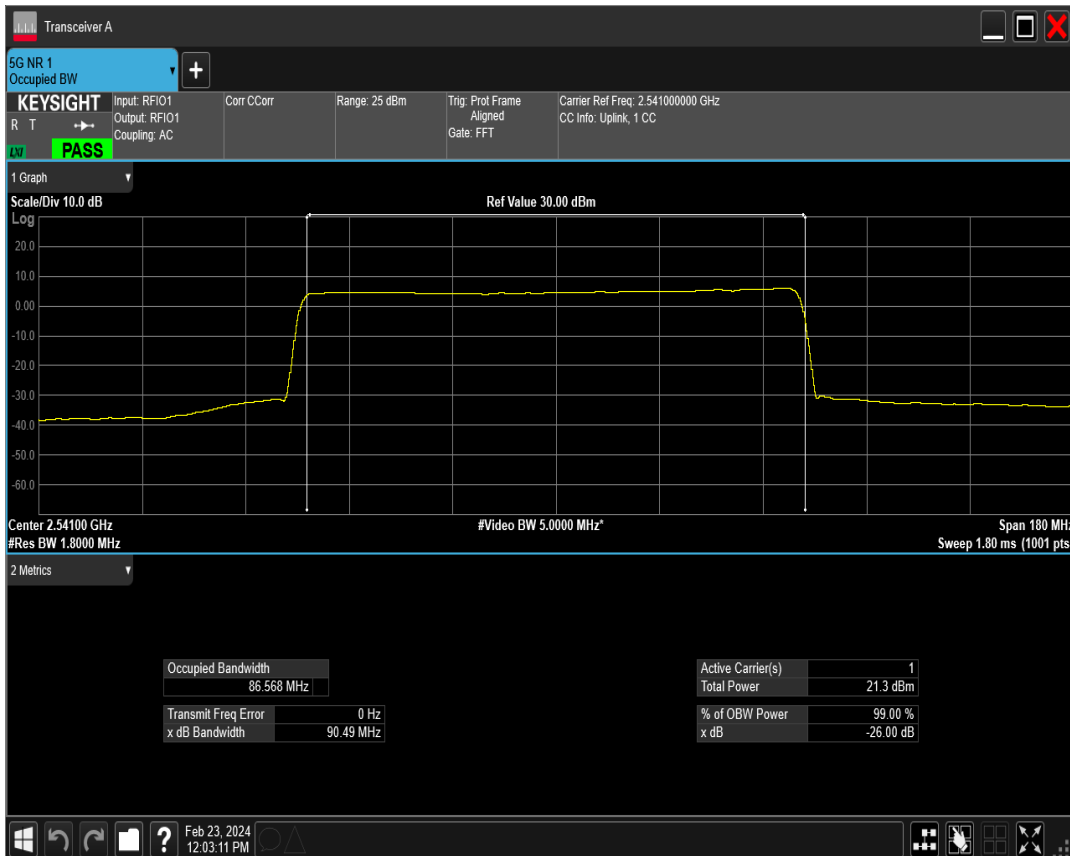 Transceiver A
5G NR 1
Occupied BW
+
KEYSIGHT
R T
LXI
PASS
Input: RFIO1
Output: RFIO1
Coupling: AC
Corr CCorr
Range: 25 dBm
Trig: Prot Frame
Aligned
Gate: FFT
Carrier Ref Freq: 2.541000000 GHz
CC Info: Uplink, 1 CC
1 Graph
Scale/Div 10.0 dB
Ref Value 30.00 dBm
Log
20.0
10.0
0.00
-10.0
-20.0
-30.0
-40.0
-50.0
-60.0
Center 2.54100 GHz
#Video BW 5.0000 MHz*
Span 180 MHz
#Res BW 1.8000 MHz
Sweep 1.80 ms (1001 pts
2 Metrics
Occupied Bandwidth
86.568 MHz
Transmit Freq Error 0 Hz
x dB Bandwidth 90.49 MHz
Active Carrier(s) 1
Total Power 21.3 dBm
% of OBW Power 99.00 %
x dB -26.00 dB
?
Feb 23, 2024
12:03:11 PM